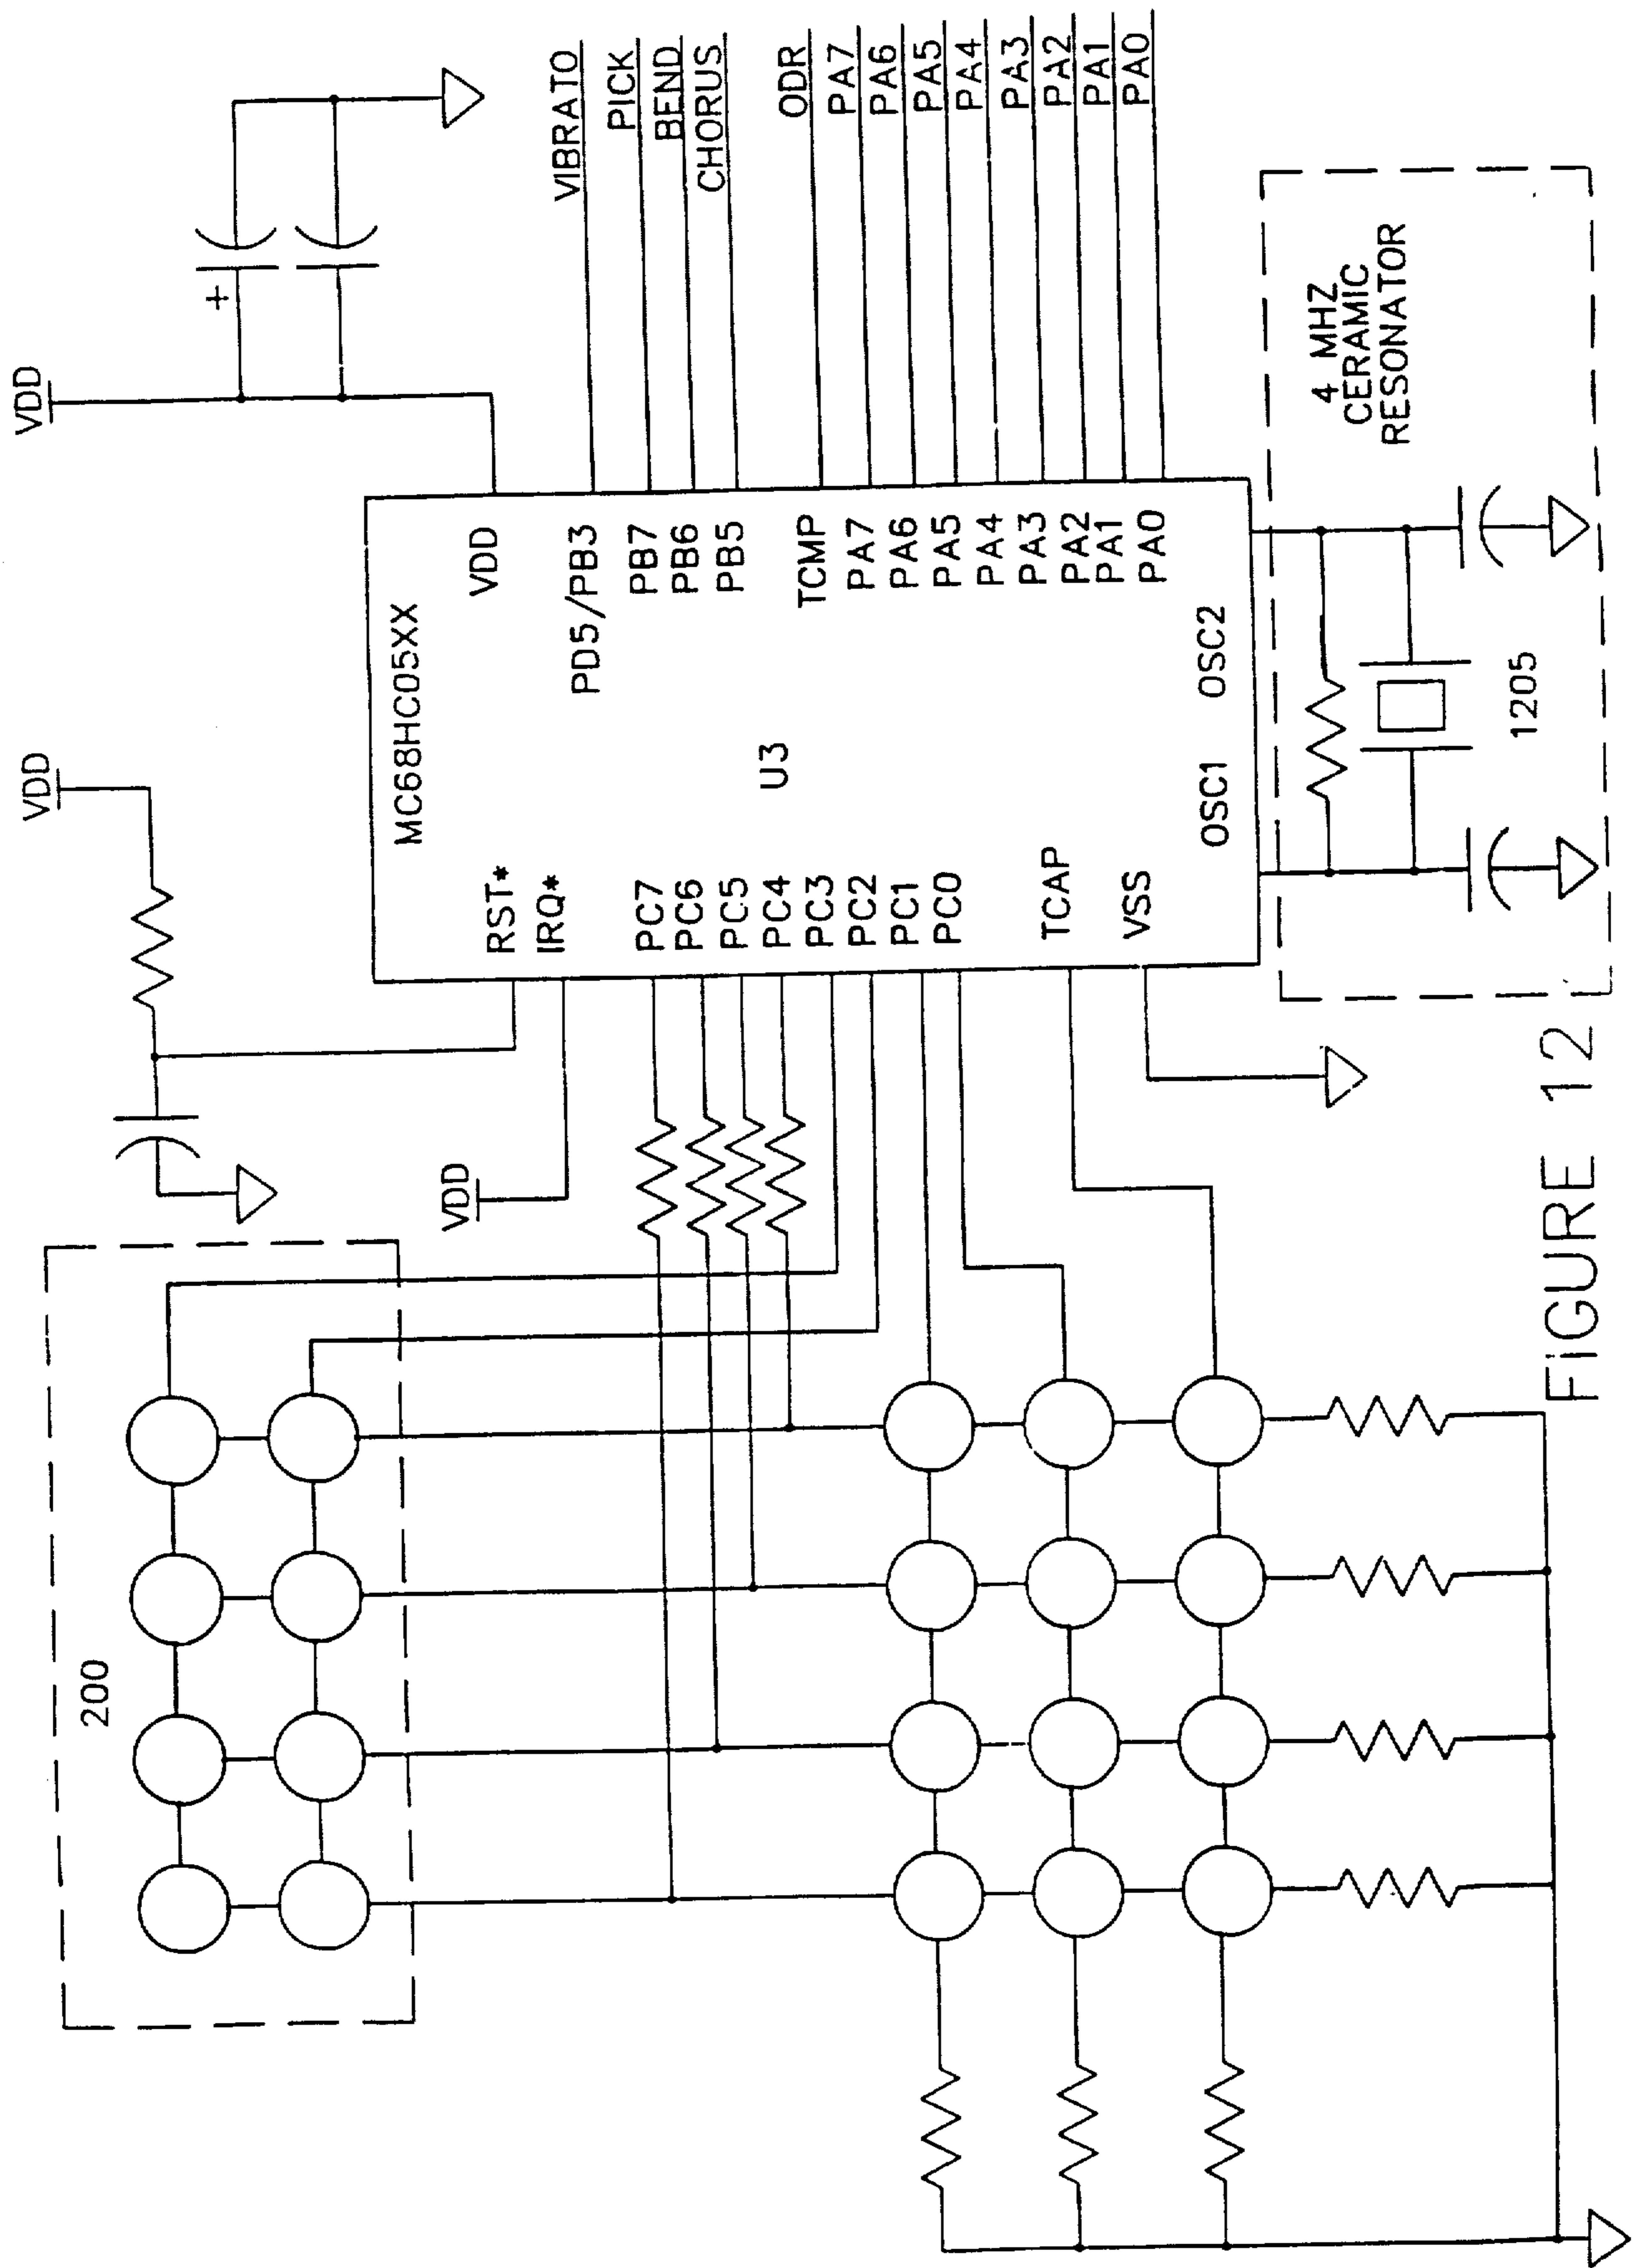 VDD
VDD
200
VDD
MC68HC05XX
U3
RST*
IRQ*
PC7
PC6
PC5
PC4
PC3
PC2
PC1
PC0
TCAP
VSS
VDD
PD5/PB3
PB7
PB6
PB5
TCMP
PA7
PA6
PA5
PA4
PA3
PA2
PA1
PA0
OSC1
OSC2
VIBRATO
PICK
BEND
CHORUS
ODR
PA7
PA6
PA5
PA4
PA3
PA2
PA1
PA0
4 MHZ
CERAMIC
RESONATOR
1205
FiGURE 12